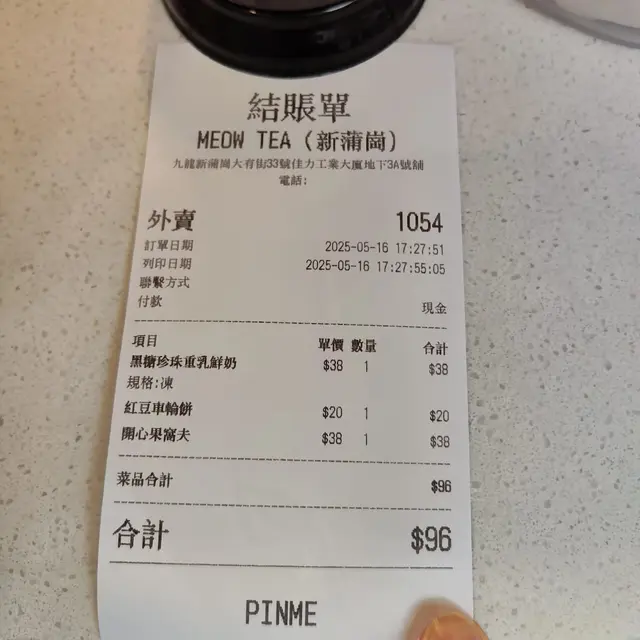 結賬單
MEOW TEA (新蒲崗)
九龍新蒲崗大有街33號佳力工業大廈地下3A號舖
電話:
外賣 1054
訂單日期 2025-05-16 17:27:51
列印日期 2025-05-16 17:27:55:05
聯繫方式
付款 現金
項目 單價 數量 合計
黑糖珍珠重乳鮮奶 $38 1 $38
規格:凍
紅豆車輪餅 $20 1 $20
開心果窩夫 $38 1 $38
菜品合計 $96
合計 $96
PINME